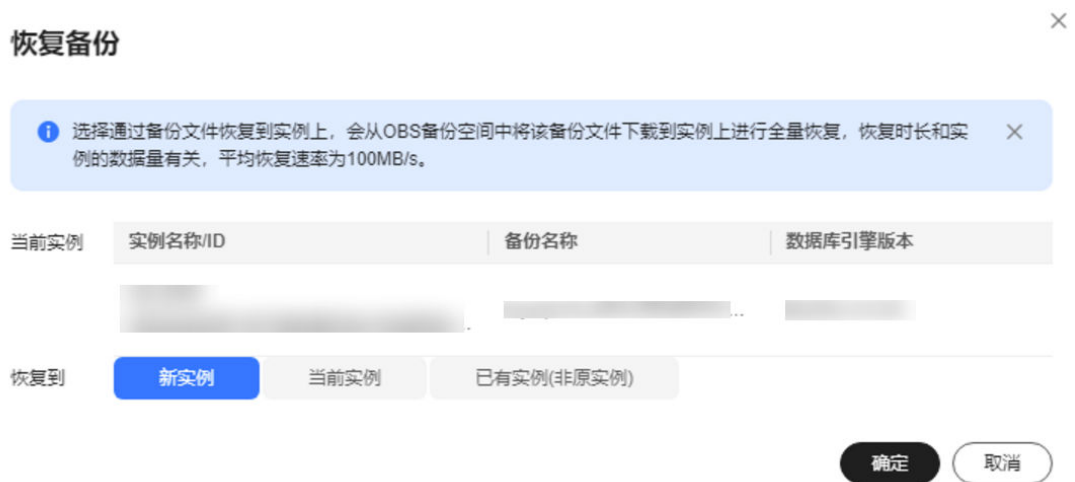 恢复备份
选择通过备份文件恢复到实例上，会从OBS备份空间中将该备份文件下载到实例上进行全量恢复，恢复时长和实
例的数据量有关，平均恢复速率为100MB/s。
当前实例 实例名称/ID 备份名称 数据库引擎版本
恢复到 新实例 当前实例 已有实例(非原实例)
确定 取消